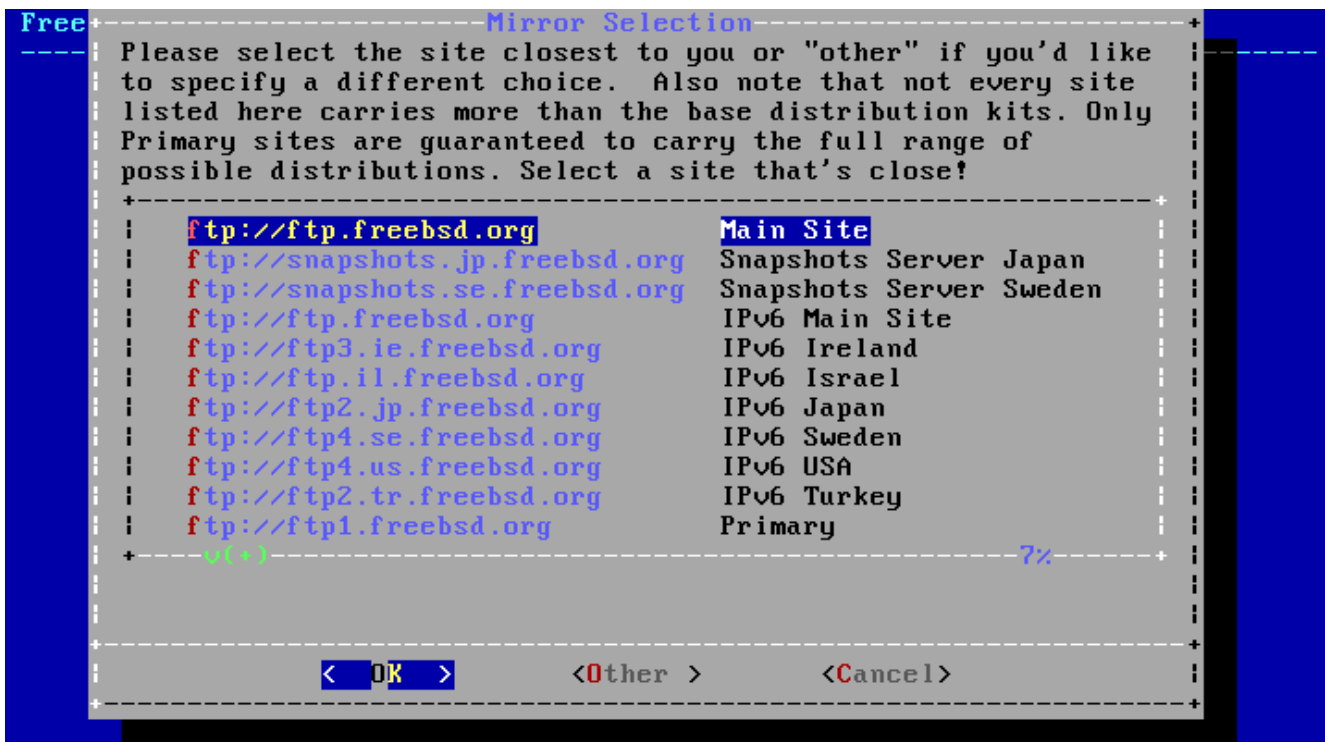 Free
Mirror Selection
Please select the site closest to you or "other" if you'd like
to specify a different choice.  Also note that not every site
listed here carries more than the base distribution kits. Only
Primary sites are guaranteed to carry the full range of
possible distributions. Select a site that's close!
ftp://ftp.freebsd.org Main Site
ftp://snapshots.jp.freebsd.org Snapshots Server Japan
ftp://snapshots.se.freebsd.org Snapshots Server Sweden
ftp://ftp.freebsd.org IPv6 Main Site
ftp://ftp3.ie.freebsd.org IPv6 Ireland
ftp://ftp.il.freebsd.org IPv6 Israel
ftp://ftp2.jp.freebsd.org IPv6 Japan
ftp://ftp4.se.freebsd.org IPv6 Sweden
ftp://ftp4.us.freebsd.org IPv6 USA
ftp://ftp2.tr.freebsd.org IPv6 Turkey
ftp://ftp1.freebsd.org Primary
v(+) 7%
<  OK  > <Other > <Cancel>